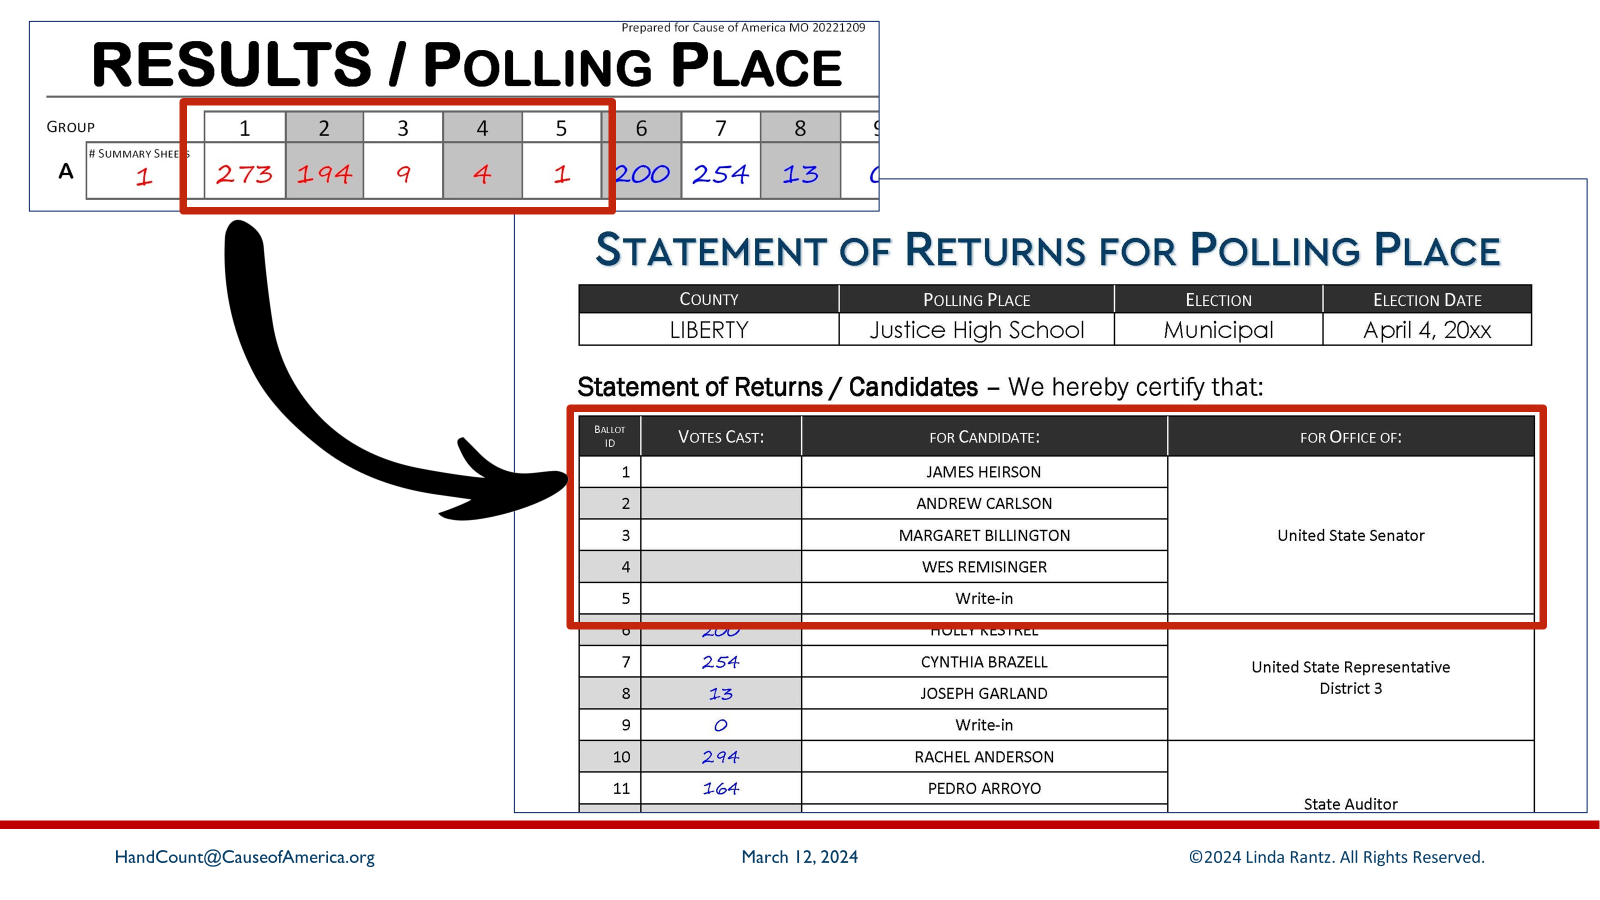 Prepared for Cause of America MO 20221209
RESULTS / POLLING PLACE
GROUP 1 2 3 4 5 6 7 8 9
# SUMMARY SHEETS
A 1 273 194 9 4 1 200 254 13 0
STATEMENT OF RETURNS FOR POLLING PLACE
COUNTY POLLING PLACE ELECTION ELECTION DATE
LIBERTY Justice High School Municipal April 4, 20xx
Statement of Returns / Candidates – We hereby certify that:
BALLOT ID VOTES CAST: FOR CANDIDATE: FOR OFFICE OF:
1 JAMES HEIRSON
2 ANDREW CARLSON
3 MARGARET BILLINGTON United State Senator
4 WES REMISINGER
5 Write-in
6 200 HOLLY KESTREL
7 254 CYNTHIA BRAZELL United State Representative
8 13 JOSEPH GARLAND District 3
9 0 Write-in
10 294 RACHEL ANDERSON
11 164 PEDRO ARROYO
State Auditor
HandCount@CauseofAmerica.org March 12, 2024 ©2024 Linda Rantz. All Rights Reserved.